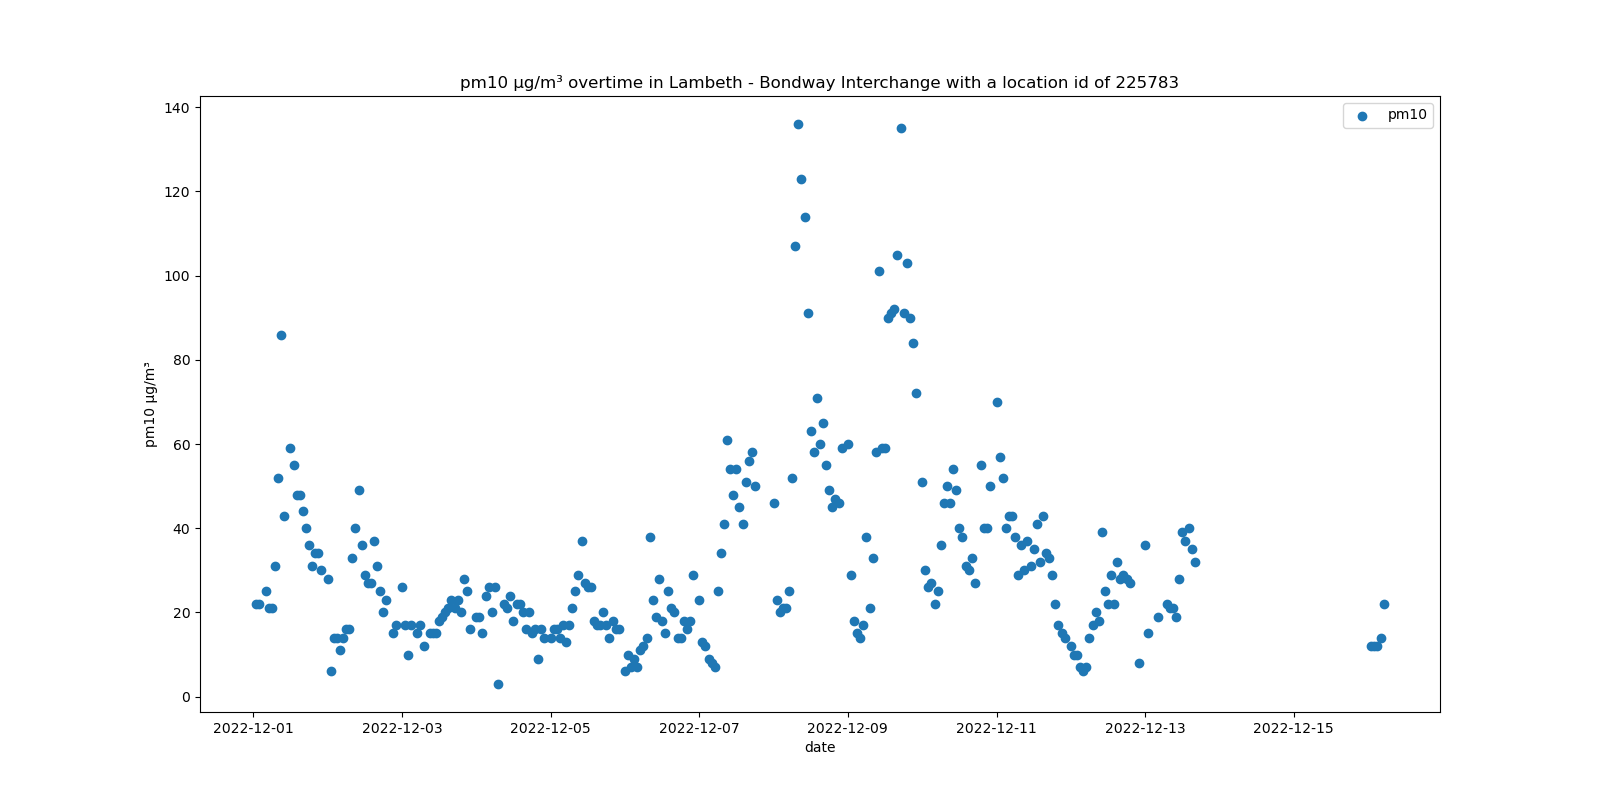 pm10 µg/m³ overtime in Lambeth - Bondway Interchange with a location id of 225783
pm10
140
120
100
80
60
40
20
0
pm10 µg/m³
2022-12-01 2022-12-03 2022-12-05 2022-12-07 2022-12-09 2022-12-11 2022-12-13 2022-12-15
date